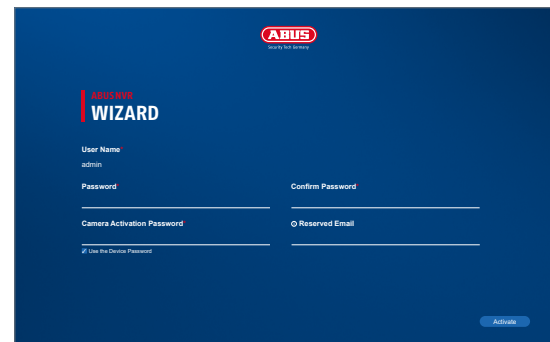 ABUS
Security Tech Germany
ABUS NVR
WIZARD
User Name*
admin
Password*
Confirm Password*
Camera Activation Password*
Reserved Email
Use the Device Password
Activate